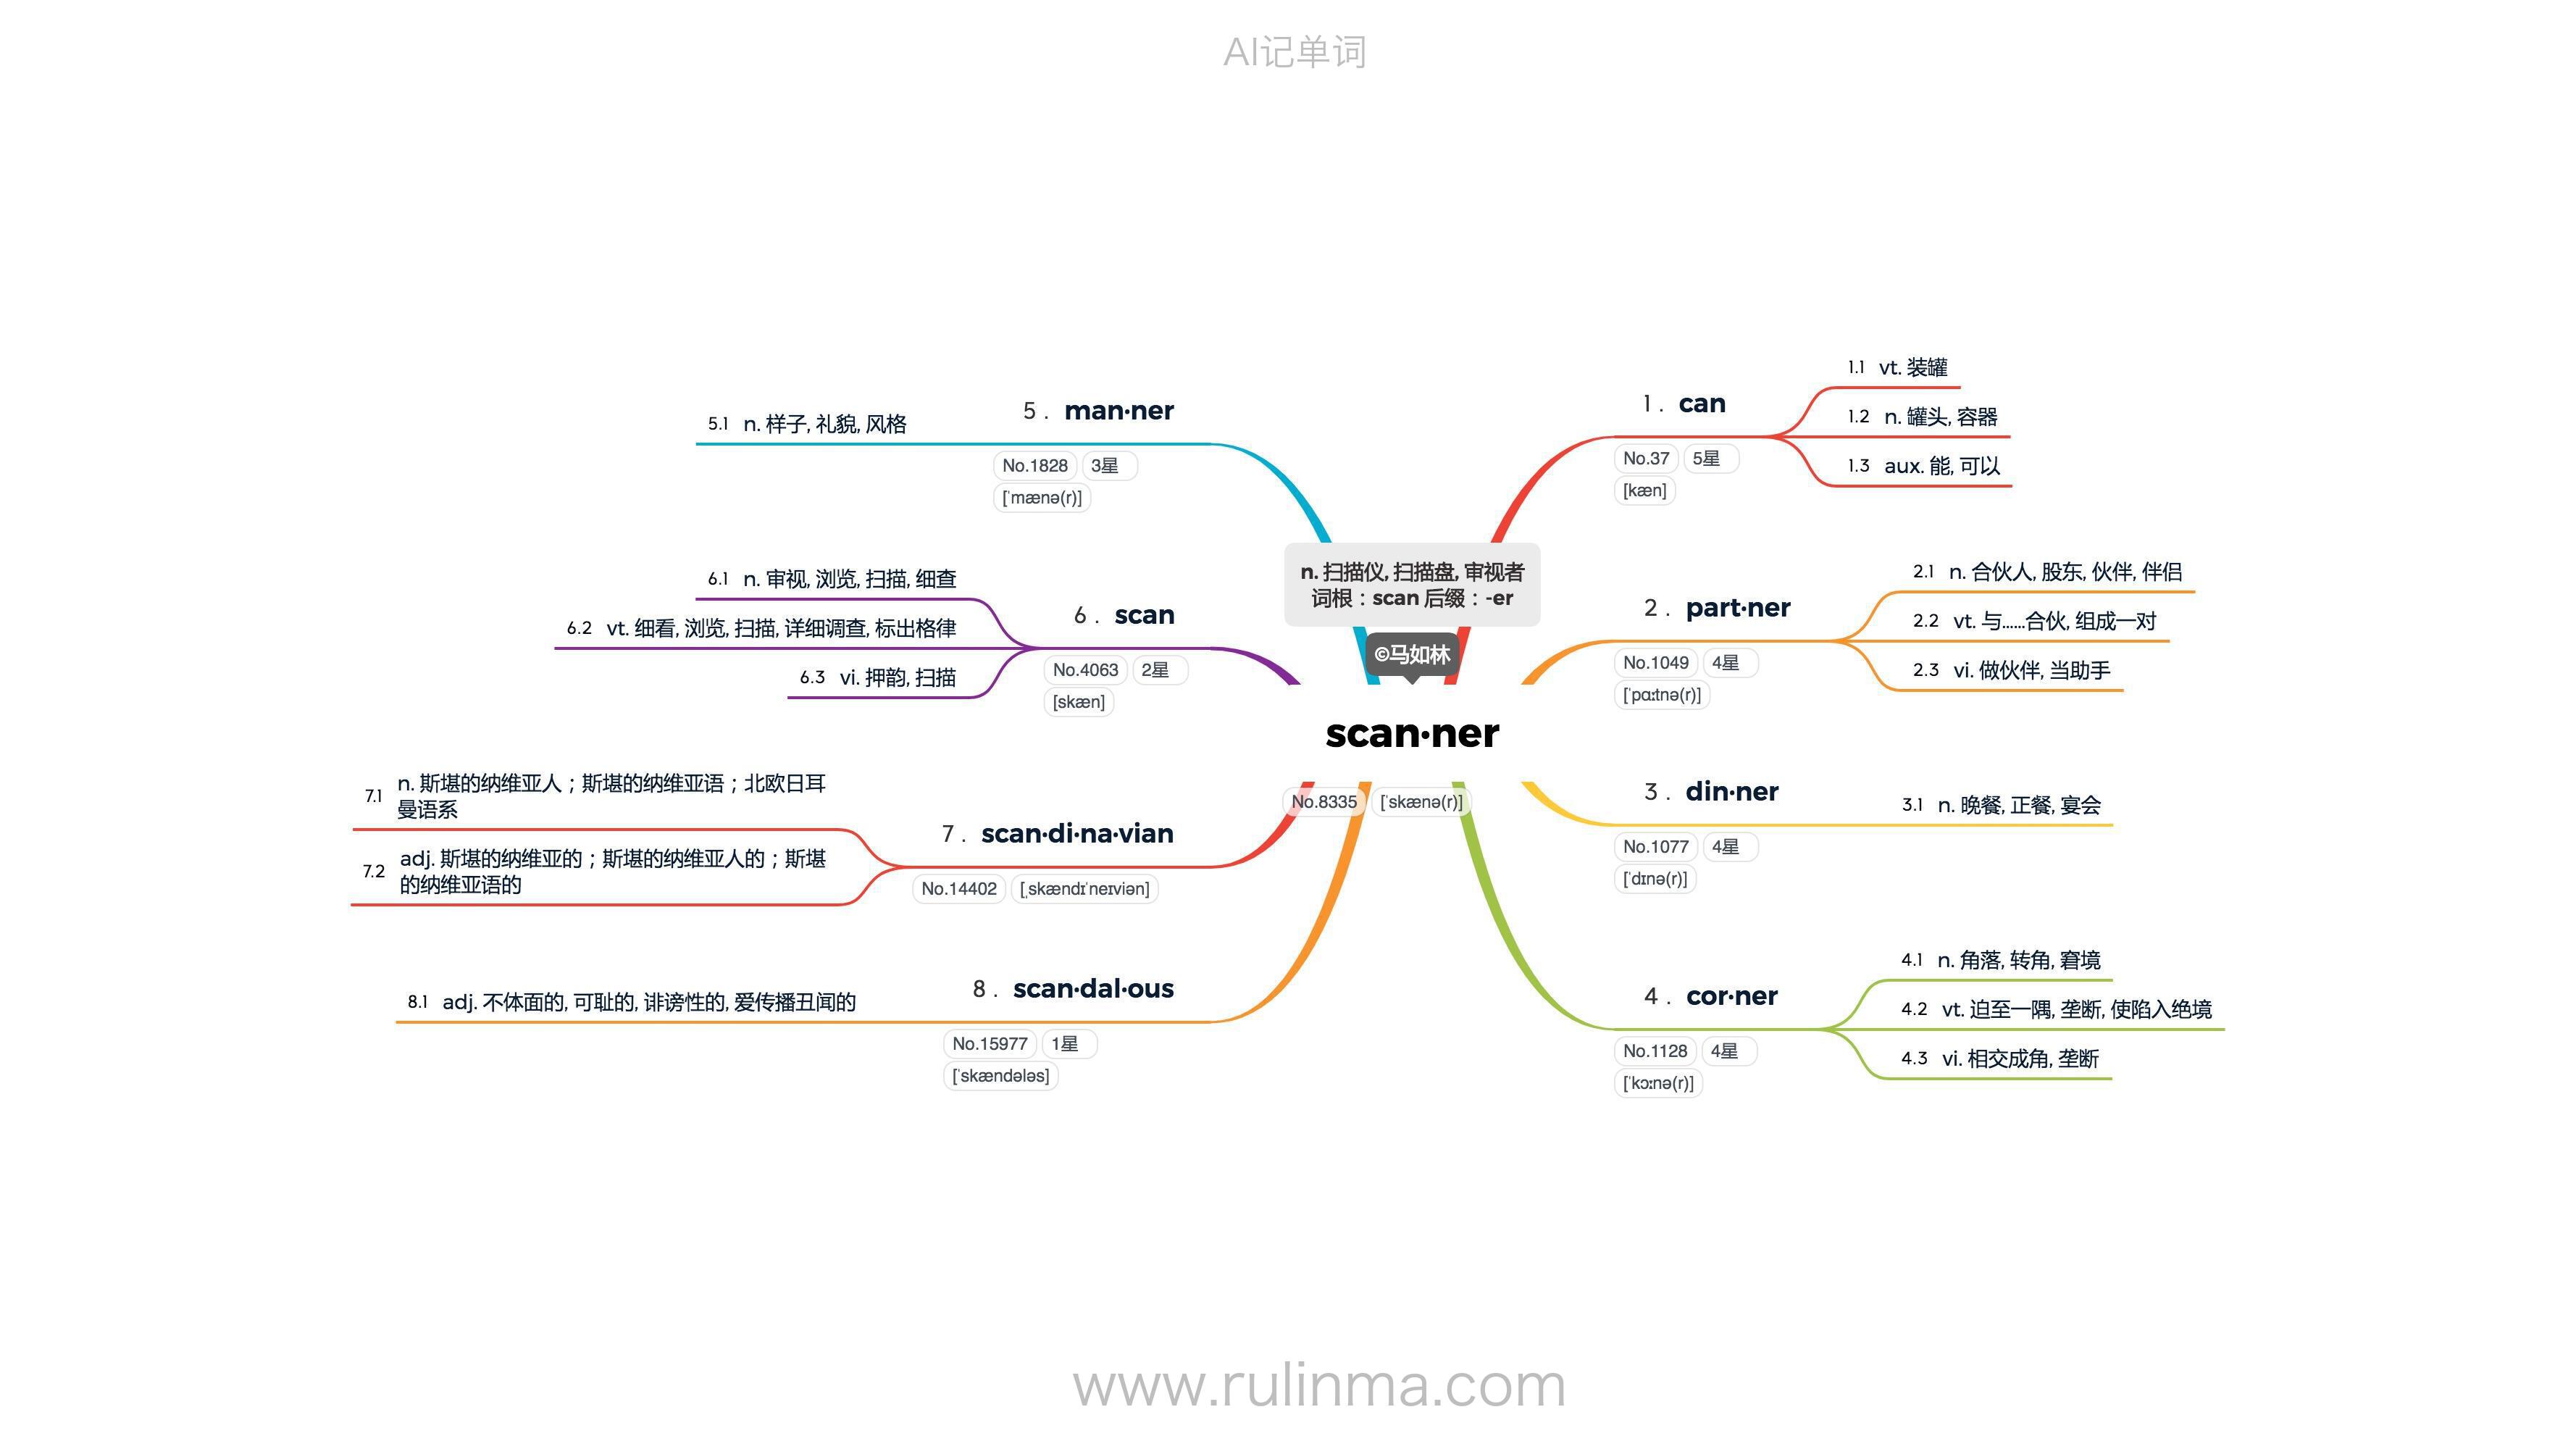 AI记单词
n. 扫描仪, 扫描盘, 审视者
词根：scan 后缀：-er
©马如林
scan·ner
No.8335 [ˈskænə(r)]
1. can
No.37 5星
[kæn]
1.1 vt. 装罐
1.2 n. 罐头, 容器
1.3 aux. 能, 可以
2. part·ner
No.1049 4星
[ˈpɑːtnə(r)]
2.1 n. 合伙人, 股东, 伙伴, 伴侣
2.2 vt. 与……合伙, 组成一对
2.3 vi. 做伙伴, 当助手
3. din·ner
No.1077 4星
[ˈdɪnə(r)]
3.1 n. 晚餐, 正餐, 宴会
4. cor·ner
No.1128 4星
[ˈkɔːnə(r)]
4.1 n. 角落, 转角, 窘境
4.2 vt. 迫至一隅, 垄断, 使陷入绝境
4.3 vi. 相交成角, 垄断
5. man·ner
No.1828 3星
[ˈmænə(r)]
5.1 n. 样子, 礼貌, 风格
6. scan
No.4063 2星
[skæn]
6.1 n. 审视, 浏览, 扫描, 细查
6.2 vt. 细看, 浏览, 扫描, 详细调查, 标出格律
6.3 vi. 押韵, 扫描
7. scan·di·na·vian
No.14402 [ˌskændɪˈneɪviən]
7.1 n. 斯堪的纳维亚人；斯堪的纳维亚语；北欧日耳
曼语系
7.2 adj. 斯堪的纳维亚的；斯堪的纳维亚人的；斯堪
的纳维亚语的
8. scan·dal·ous
No.15977 1星
[ˈskændələs]
8.1 adj. 不体面的, 可耻的, 诽谤性的, 爱传播丑闻的
www.rulinma.com